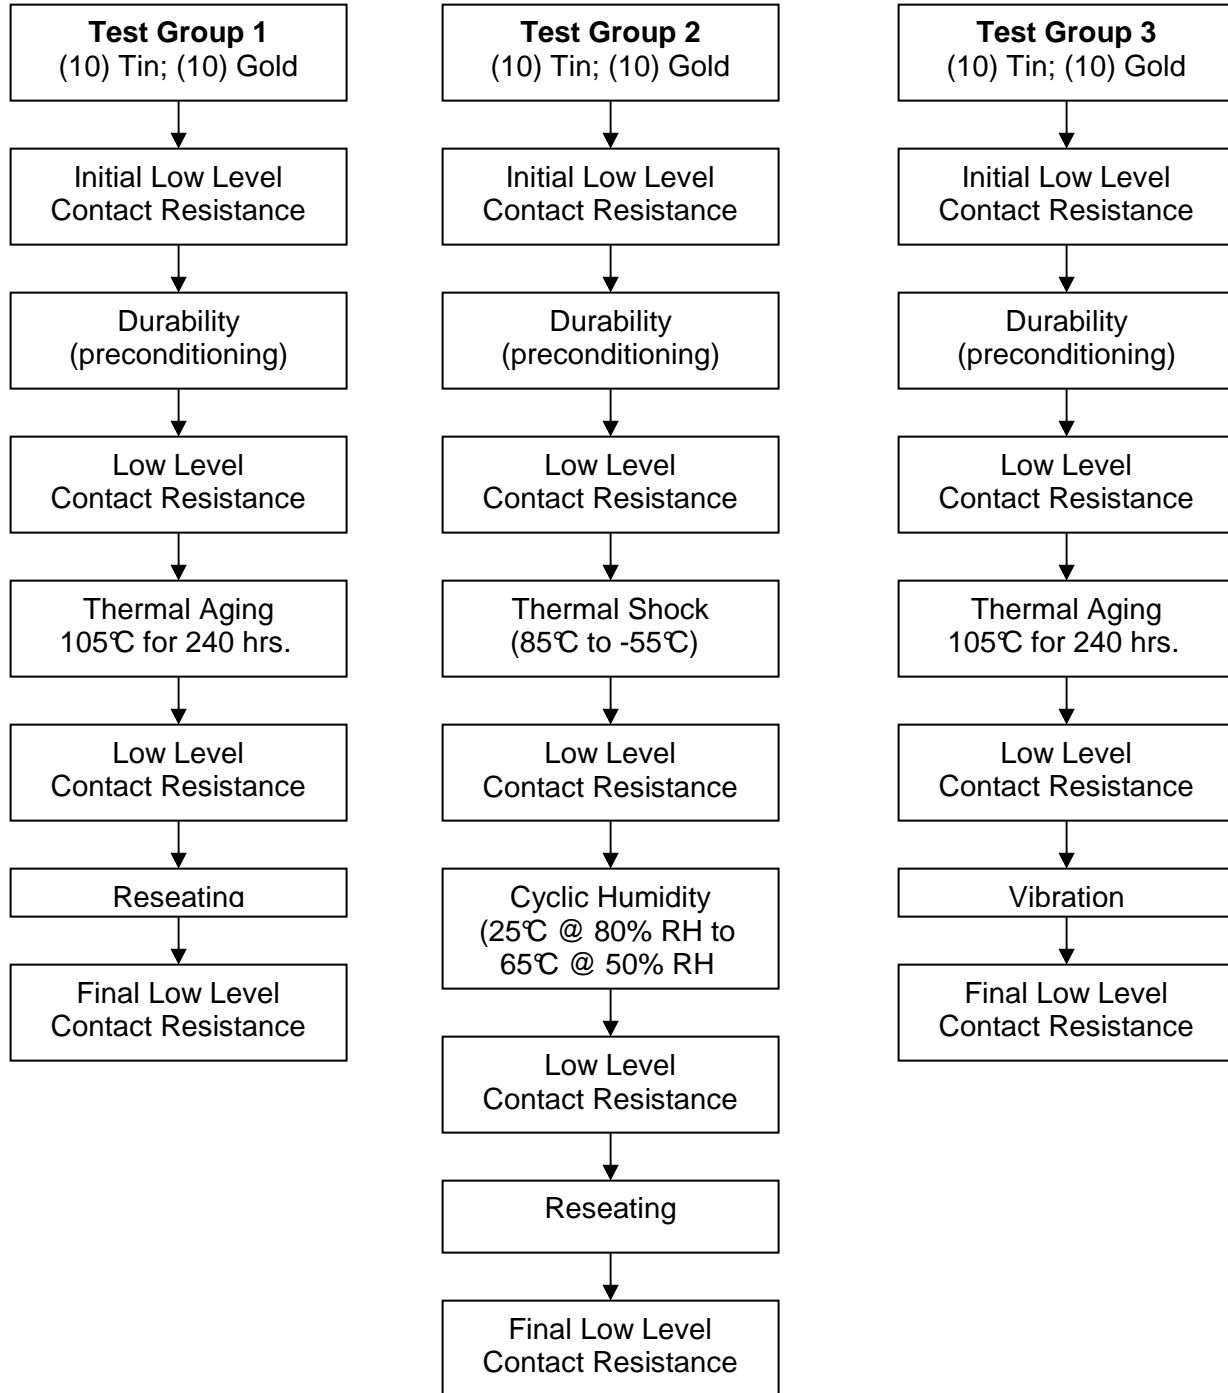 Test Group 1
(10) Tin; (10) Gold
Initial Low Level
Contact Resistance
Durability
(preconditioning)
Low Level
Contact Resistance
Thermal Aging
105℃ for 240 hrs.
Low Level
Contact Resistance
Reseating
Final Low Level
Contact Resistance
Test Group 2
(10) Tin; (10) Gold
Initial Low Level
Contact Resistance
Durability
(preconditioning)
Low Level
Contact Resistance
Thermal Shock
(85℃ to -55℃)
Low Level
Contact Resistance
Cyclic Humidity
(25℃ @ 80% RH to
65℃ @ 50% RH
Low Level
Contact Resistance
Reseating
Final Low Level
Contact Resistance
Test Group 3
(10) Tin; (10) Gold
Initial Low Level
Contact Resistance
Durability
(preconditioning)
Low Level
Contact Resistance
Thermal Aging
105℃ for 240 hrs.
Low Level
Contact Resistance
Vibration
Final Low Level
Contact Resistance